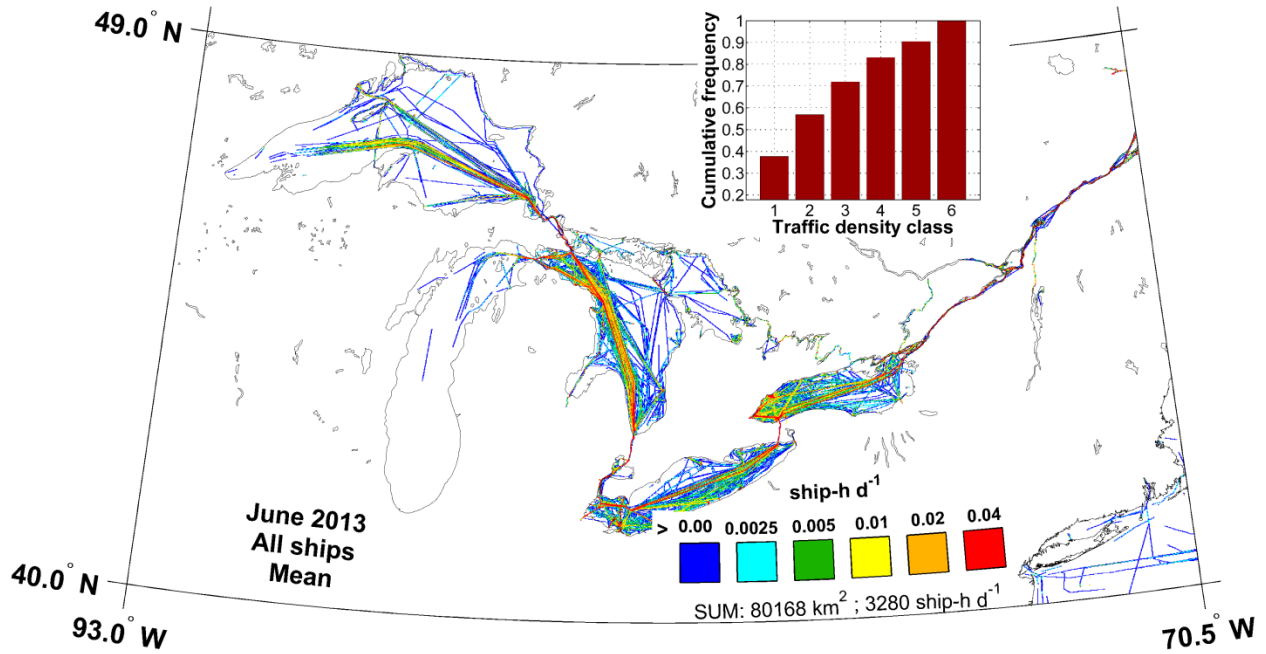 49.0° N
Cumulative frequency
1
0.9
0.8
0.7
0.6
0.5
0.4
0.3
0.2
1 2 3 4 5 6
Traffic density class
ship-h d⁻¹
> 0.00 0.0025 0.005 0.01 0.02 0.04
SUM: 80168 km² ; 3280 ship-h d⁻¹
June 2013
All ships
Mean
40.0° N
93.0° W
70.5° W